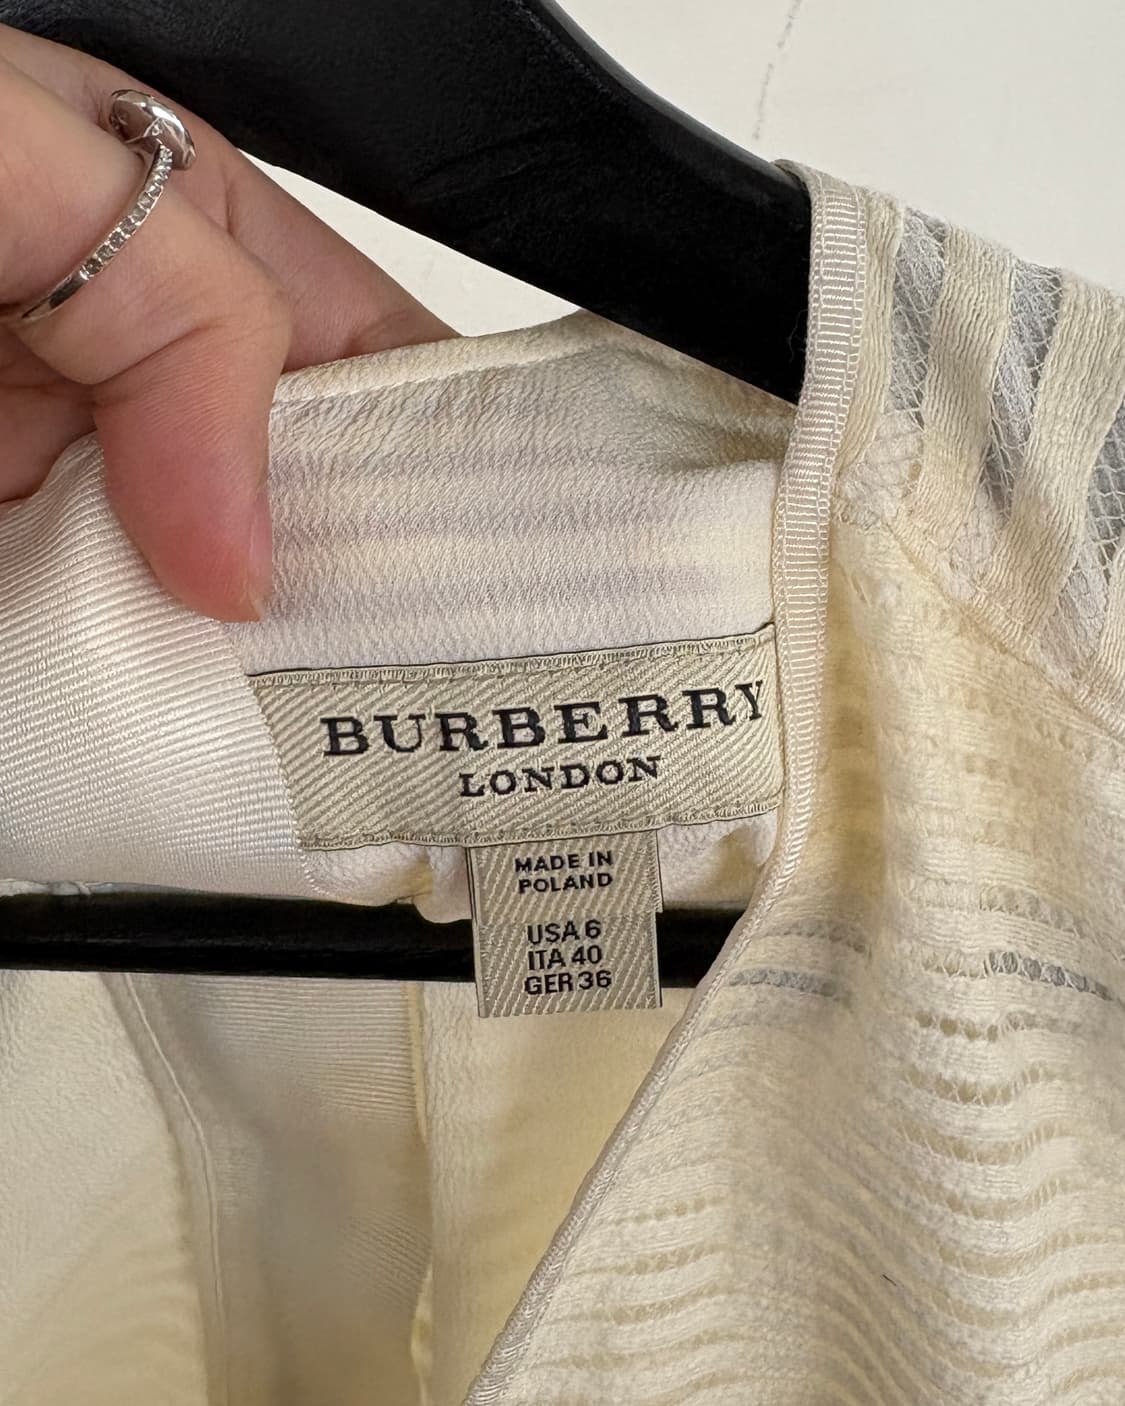 BURBERRY
LONDON
MADE IN
POLAND
USA 6
ITA 40
GER 36